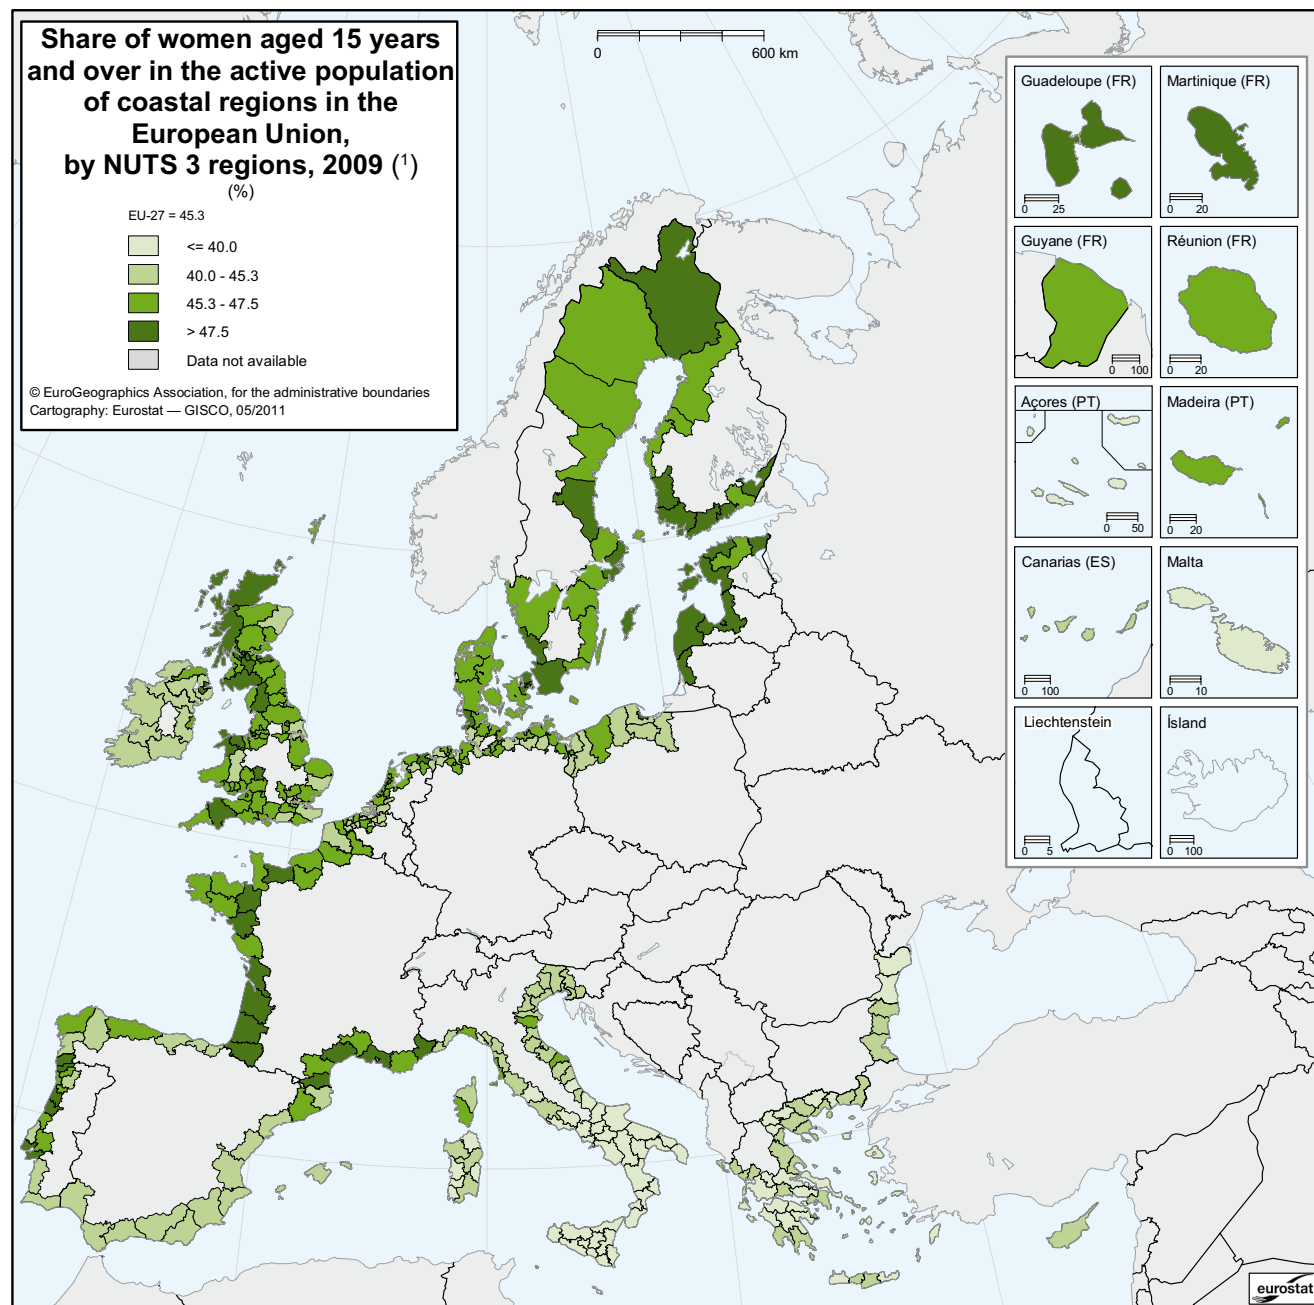 Share of women aged 15 years
and over in the active population
of coastal regions in the
European Union,
by NUTS 3 regions, 2009 (¹)
(%)
EU-27 = 45.3
<= 40.0
40.0 - 45.3
45.3 - 47.5
> 47.5
Data not available
© EuroGeographics Association, for the administrative boundaries
Cartography: Eurostat — GISCO, 05/2011
0 600 km
Guadeloupe (FR)
0 25
Martinique (FR)
0 20
Guyane (FR)
0 100
Réunion (FR)
0 20
Açores (PT)
0 50
Madeira (PT)
0 20
Canarias (ES)
0 100
Malta
0 10
Liechtenstein
0 5
Ísland
0 100
eurostat